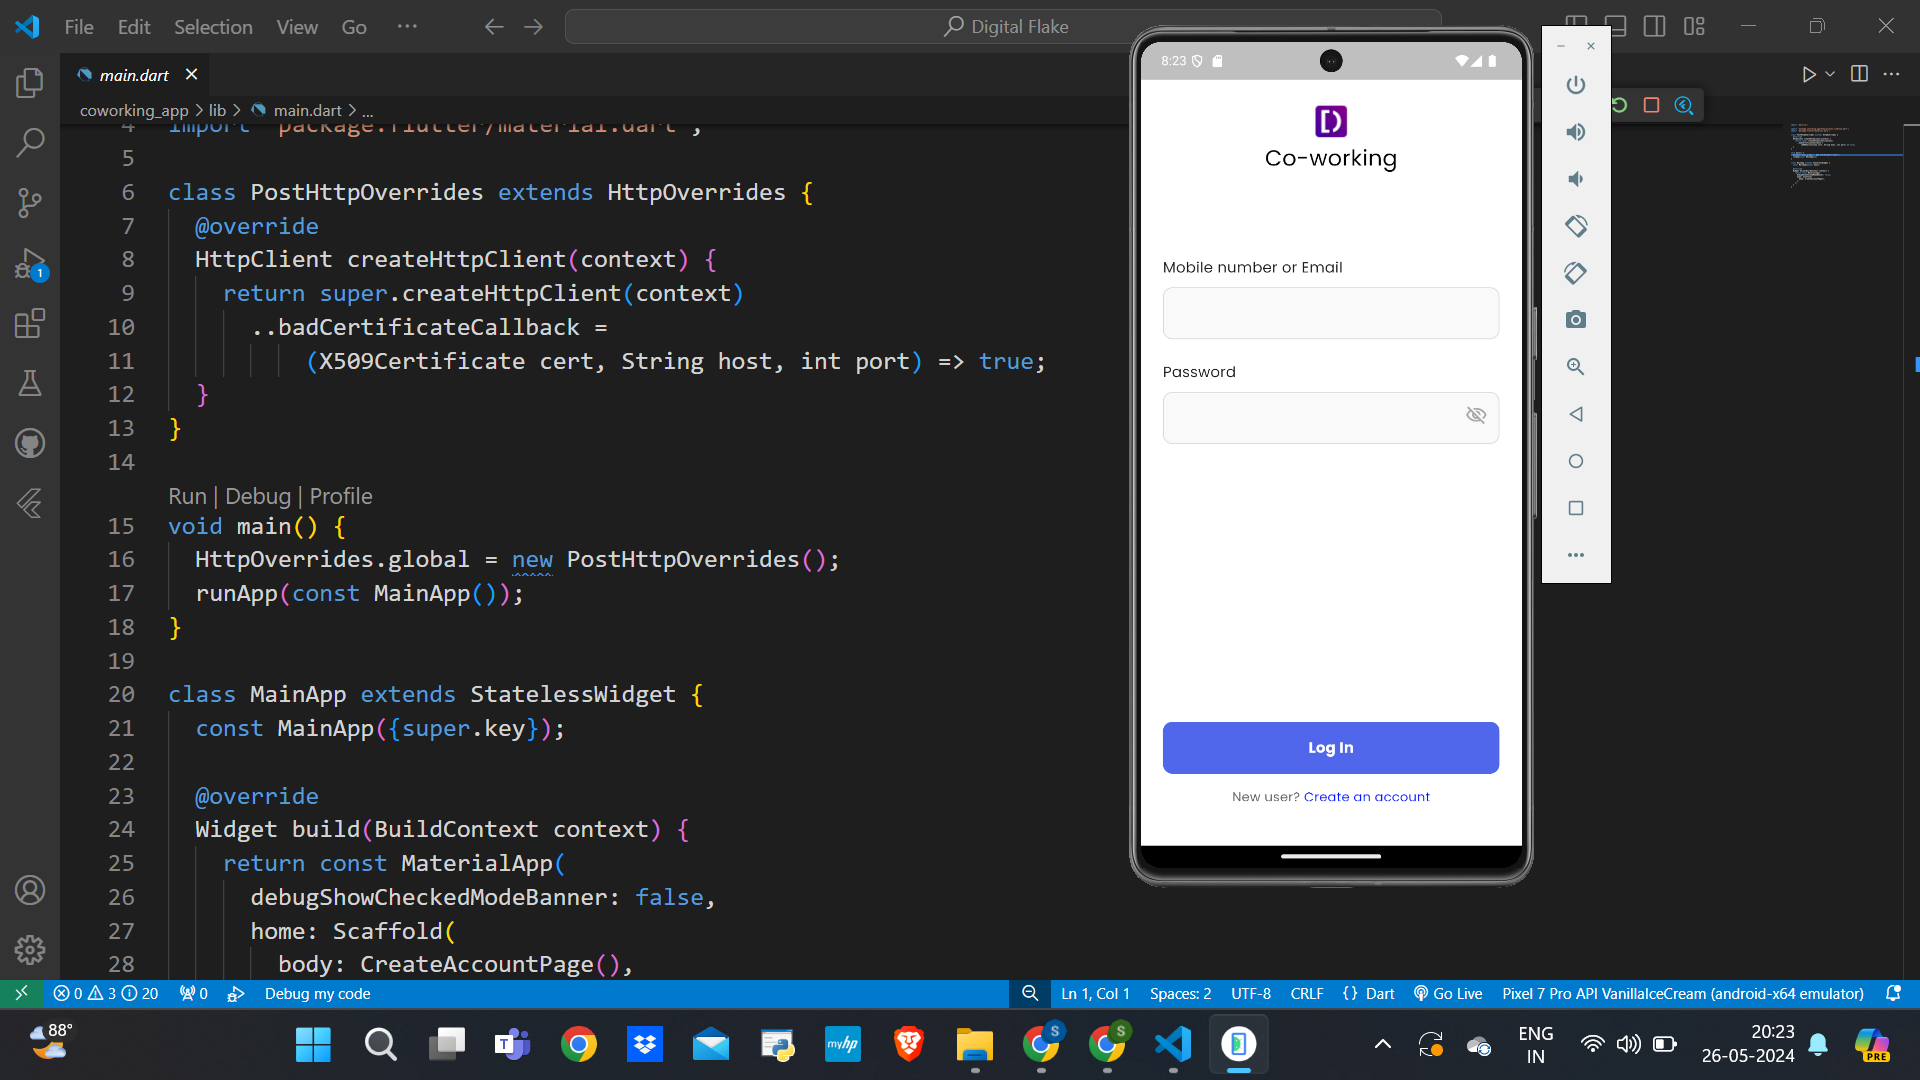 File Edit Selection View Go ...
Digital Flake
main.dart
coworking_app > lib > main.dart > ...
4 import 'package:flutter/material.dart';
5
6 class PostHttpOverrides extends HttpOverrides {
7 @override
8 HttpClient createHttpClient(context) {
9 return super.createHttpClient(context)
10 ..badCertificateCallback =
11 (X509Certificate cert, String host, int port) => true;
12 }
13 }
14
Run | Debug | Profile
15 void main() {
16 HttpOverrides.global = new PostHttpOverrides();
17 runApp(const MainApp());
18 }
19
20 class MainApp extends StatelessWidget {
21 const MainApp({super.key});
22
23 @override
24 Widget build(BuildContext context) {
25 return const MaterialApp(
26 debugShowCheckedModeBanner: false,
27 home: Scaffold(
28 body: CreateAccountPage(),
1
8:23
Co-working
Mobile number or Email
Password
Log In
New user? Create an account
0 3 20 0 Debug my code
Ln 1, Col 1 Spaces: 2 UTF-8 CRLF {} Dart Go Live Pixel 7 Pro API VanillaIceCream (android-x64 emulator)
88°
T
myhp
S
S
ENG
IN
20:23
26-05-2024
PRE